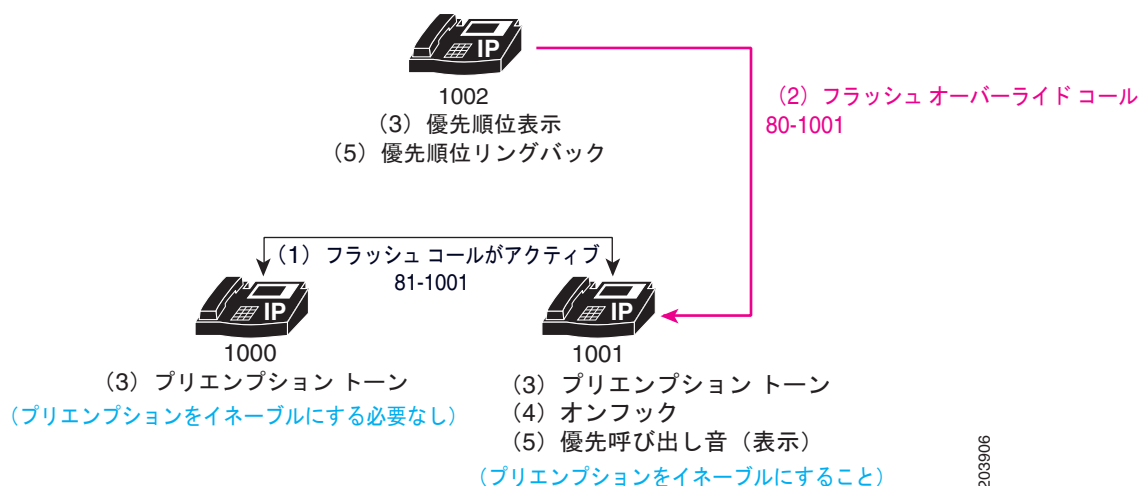 IP
1002
（3）優先順位表示
（5）優先順位リングバック
（2）フラッシュ オーバーライド コール
80-1001
（1）フラッシュ コールがアクティブ
81-1001
IP
1000
（3）プリエンプション トーン
（プリエンプションをイネーブルにする必要なし）
IP
1001
（3）プリエンプション トーン
（4）オンフック
（5）優先呼び出し音（表示）
（プリエンプションをイネーブルにすること）
203906